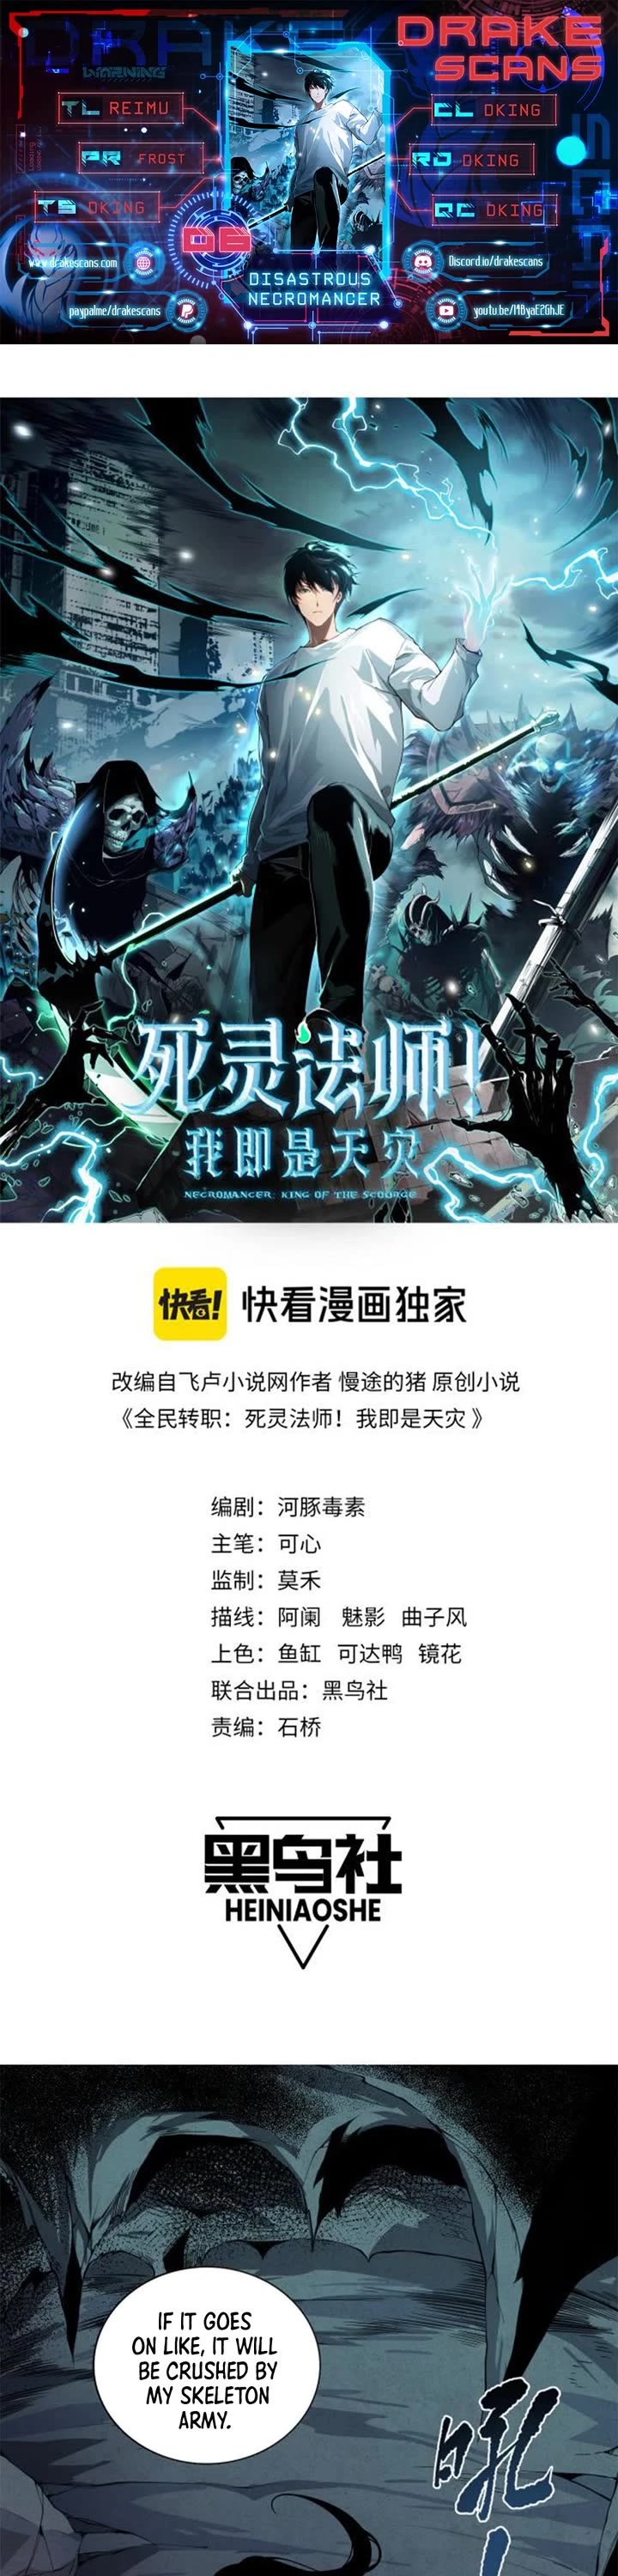 DRAKE
DRAKE
SCANS
WARNING
TL REIMU
CL DKING
PR FROST
RD DKING
TS DKING
QC DKING
06
www.drakescans.com
Discord.io/drakescans
DISASTROUS
NECROMANCER
paypalme/drakescans
youtu.be/M8yaE2GhJE
死灵法师!
我即是天灾
NECROMANCER: KING OF THE SCOURGE
快看! 快看漫画独家
改编自飞卢小说网作者 慢途的猪 原创小说
《全民转职：死灵法师！我即是天灾 》
编剧：河豚毒素
主笔：可心
监制：莫禾
描线：阿阑 魅影 曲子风
上色：鱼缸 可达鸭 镜花
联合出品：黑鸟社
责编：石桥
黑鸟社
HEINIAOSHE
IF IT GOES
ON LIKE, IT WILL
BE CRUSHED BY
MY SKELETON
ARMY.
吼